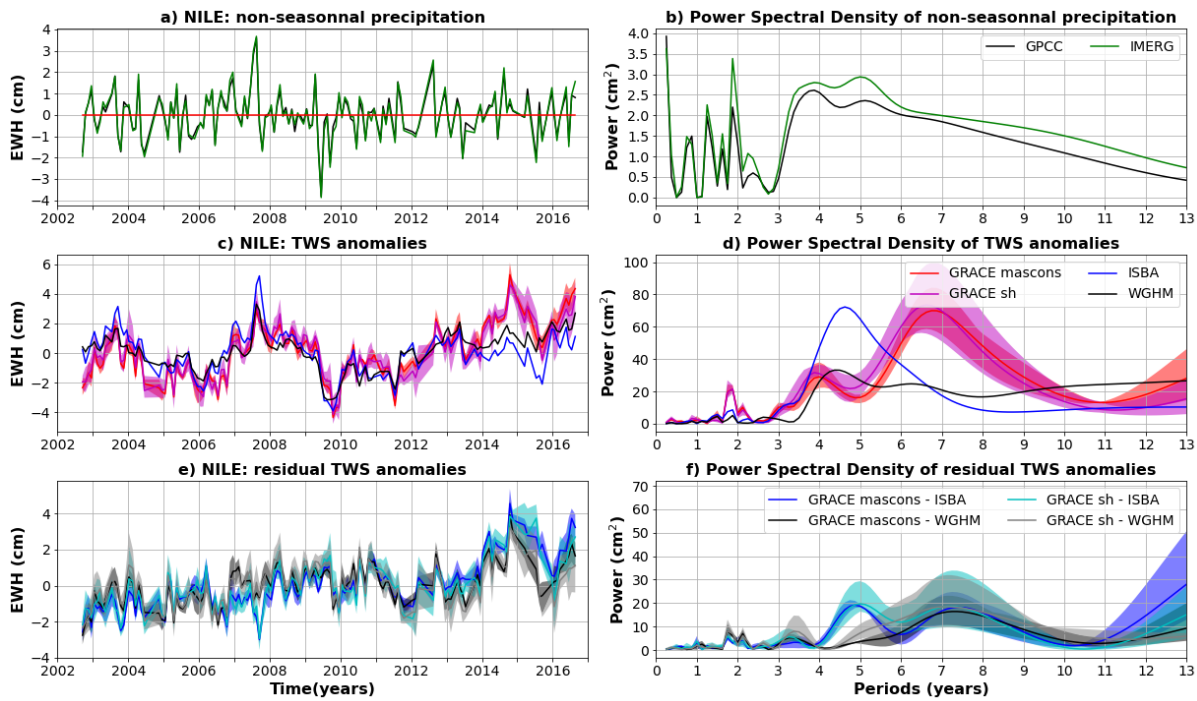 a) NILE: non-seasonnal precipitation
EWH (cm)
4
3
2
1
0
−1
−2
−3
−4
2002 2004 2006 2008 2010 2012 2014 2016
b) Power Spectral Density of non-seasonnal precipitation
Power (cm²)
4.0
3.5
3.0
2.5
2.0
1.5
1.0
0.5
0.0
GPCC IMERG
0 1 2 3 4 5 6 7 8 9 10 11 12 13
c) NILE: TWS anomalies
EWH (cm)
6
4
2
0
−2
−4
2002 2004 2006 2008 2010 2012 2014 2016
d) Power Spectral Density of TWS anomalies
Power (cm²)
100
80
60
40
20
0
GRACE mascons ISBA
GRACE sh WGHM
0 1 2 3 4 5 6 7 8 9 10 11 12 13
e) NILE: residual TWS anomalies
EWH (cm)
4
2
0
−2
−4
2002 2004 2006 2008 2010 2012 2014 2016
Time(years)
f) Power Spectral Density of residual TWS anomalies
Power (cm²)
70
60
50
40
30
20
10
0
GRACE mascons - ISBA GRACE sh - ISBA
GRACE mascons - WGHM GRACE sh - WGHM
0 1 2 3 4 5 6 7 8 9 10 11 12 13
Periods (years)